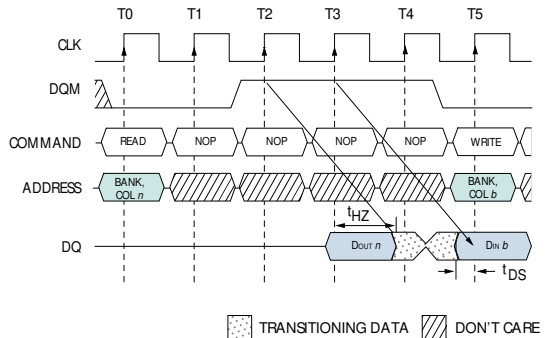 T0 T1 T2 T3 T4 T5
CLK
DQM
COMMAND READ NOP NOP NOP NOP WRITE
ADDRESS BANK, COL n BANK, COL b
tHZ
DQ DOUT n DIN b
tDS
TRANSITIONING DATA DON'T CARE